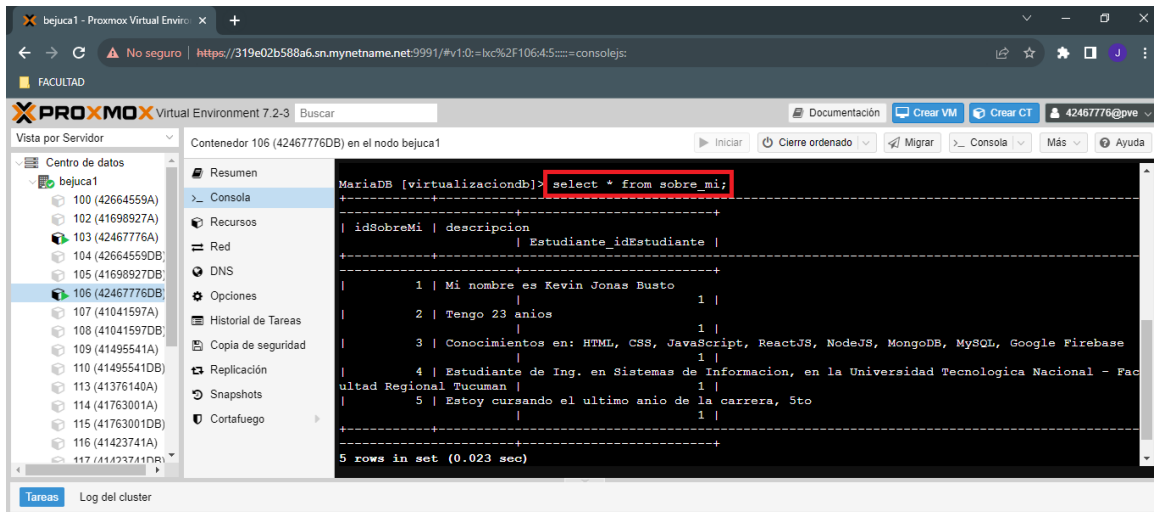 bejuca1 - Proxmox Virtual Enviro
No seguro https://319e02b588a6.sn.mynetname.net:9991/#v1:0:=lxc%2F106:4:5:::::=consolejs:
J
FACULTAD
PROXMOX Virtual Environment 7.2-3 Buscar Documentación Crear VM Crear CT 42467776@pve
Vista por Servidor
Contenedor 106 (42467776DB) en el nodo bejuca1 Iniciar Cierre ordenado Migrar >_ Consola Más Ayuda
Centro de datos
bejuca1
100 (42664559A)
102 (41698927A)
103 (42467776A)
104 (42664559DB)
105 (41698927DB)
106 (42467776DB)
107 (41041597A)
108 (41041597DB)
109 (41495541A)
110 (41495541DB)
113 (41376140A)
114 (41763001A)
115 (41763001DB)
116 (41423741A)
117 (41423741DB)
Resumen
>_ Consola
Recursos
Red
DNS
Opciones
Historial de Tareas
Copia de seguridad
Replicación
Snapshots
Cortafuego
MariaDB [virtualizaciondb]> select * from sobre_mi;
| idSobreMi | descripcion
| Estudiante_idEstudiante |
| 1 | Mi nombre es Kevin Jonas Busto
| 1 |
| 2 | Tengo 23 anios
| 1 |
| 3 | Conocimientos en: HTML, CSS, JavaScript, ReactJS, NodeJS, MongoDB, MySQL, Google Firebase
| 1 |
| 4 | Estudiante de Ing. en Sistemas de Informacion, en la Universidad Tecnologica Nacional - Fac
ultad Regional Tucuman | 1 |
| 5 | Estoy cursando el ultimo anio de la carrera, 5to
| 1 |
5 rows in set (0.023 sec)
Tareas Log del cluster